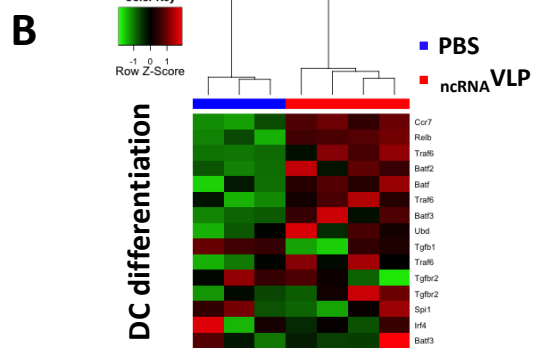 Color Key
B
-1 0 1
Row Z-Score
PBS
ncRNAVLP
DC differentiation
Ccr7
Relb
Traf6
Batf2
Batf
Traf6
Batf3
Ubd
Tgfb1
Traf6
Tgfbr2
Tgfbr2
Spi1
Irf4
Batf3